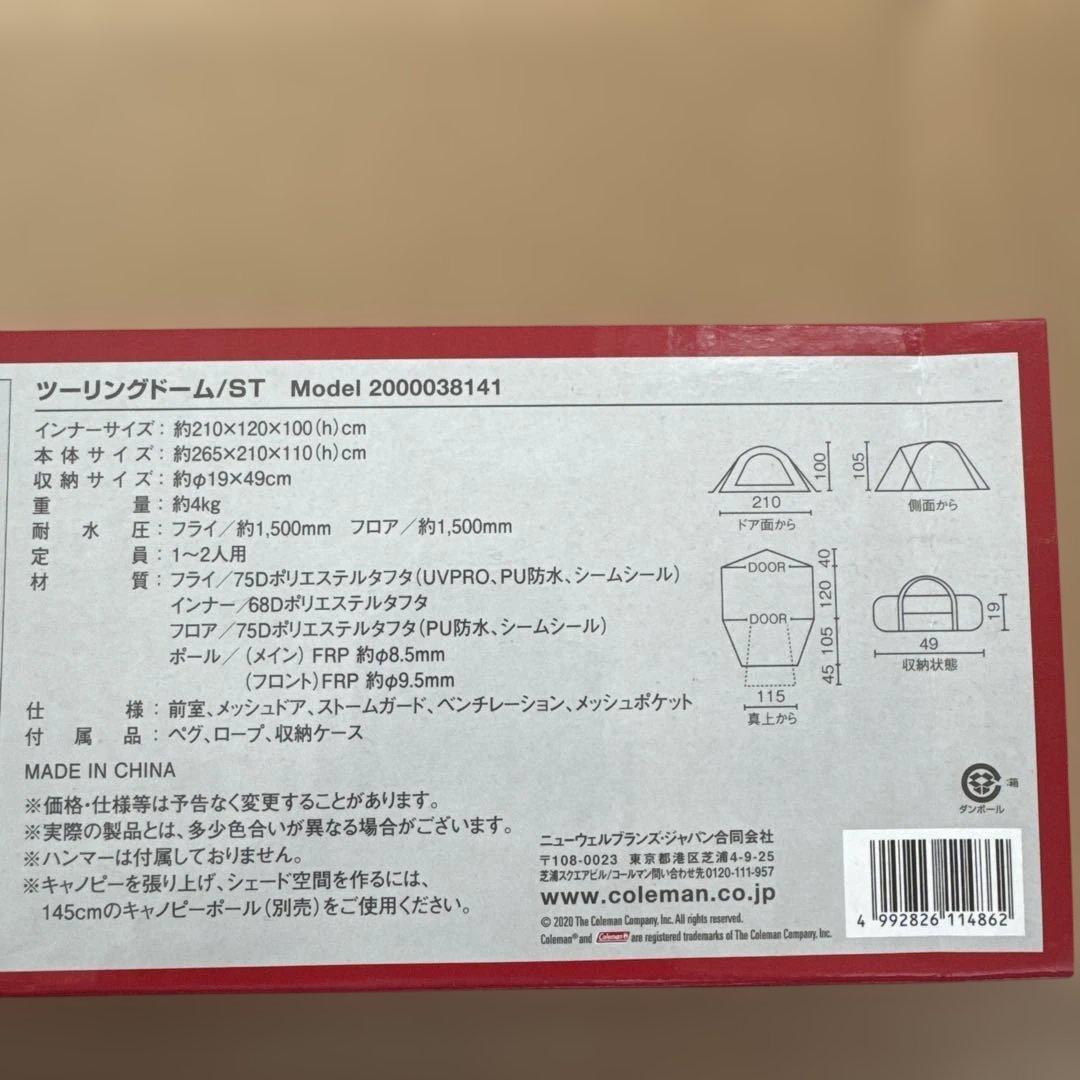 ツーリングドーム/ST Model 2000038141
インナーサイズ：約210×120×100(h)cm
本体サイズ：約265×210×110(h)cm
収納サイズ：約φ19×49cm
重量：約4kg
耐水圧：フライ／約1,500mm フロア／約1,500mm
定員：1～2人用
材質：フライ／75Dポリエステルタフタ(UVPRO、PU防水、シームシール)
インナー／68Dポリエステルタフタ
フロア／75Dポリエステルタフタ(PU防水、シームシール)
ポール／(メイン) FRP 約φ8.5mm
(フロント)FRP 約φ9.5mm
仕様：前室、メッシュドア、ストームガード、ベンチレーション、メッシュポケット
付属品：ペグ、ロープ、収納ケース
MADE IN CHINA
※価格・仕様等は予告なく変更することがあります。
※実際の製品とは、多少色合いが異なる場合がございます。
※ハンマーは付属しておりません。
※キャノピーを張り上げ、シェード空間を作るには、
145cmのキャノピーポール(別売)をご使用ください。
100
210
ドア面から
105
側面から
DOOR
DOOR
40
120
105
45
115
真上から
19
49
収納状態
:箱
ダンボール
ニューウェルブランズ・ジャパン合同会社
〒108-0023 東京都港区芝浦4-9-25
芝浦スクエアビル/コールマン問い合わせ先0120-111-957
www.coleman.co.jp
© 2020 The Coleman Company, Inc. All rights reserved.
Coleman® and Coleman are registered trademarks of The Coleman Company, Inc.
4 992826 114862